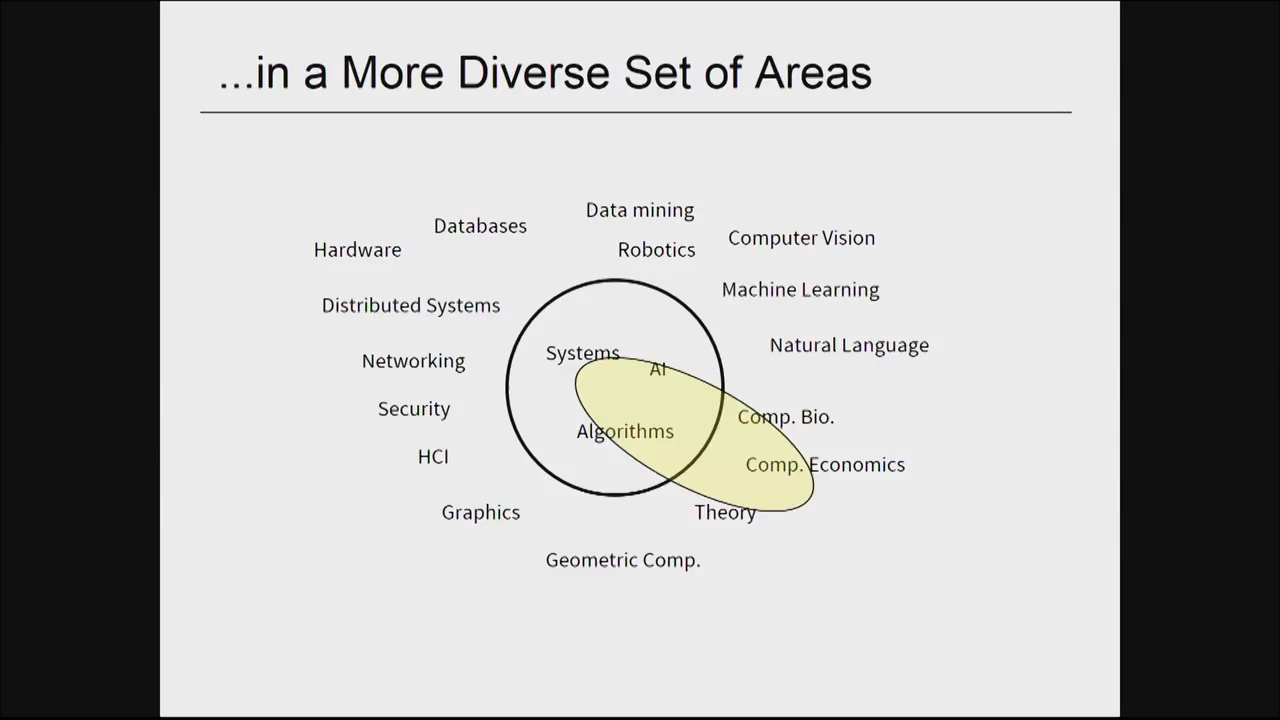 ...in a More Diverse Set of Areas
Data mining
Databases
Computer Vision
Hardware
Robotics
Machine Learning
Distributed Systems
Natural Language
Systems
Networking
AI
Security
Comp. Bio.
Algorithms
HCI
Comp. Economics
Graphics
Theory
Geometric Comp.